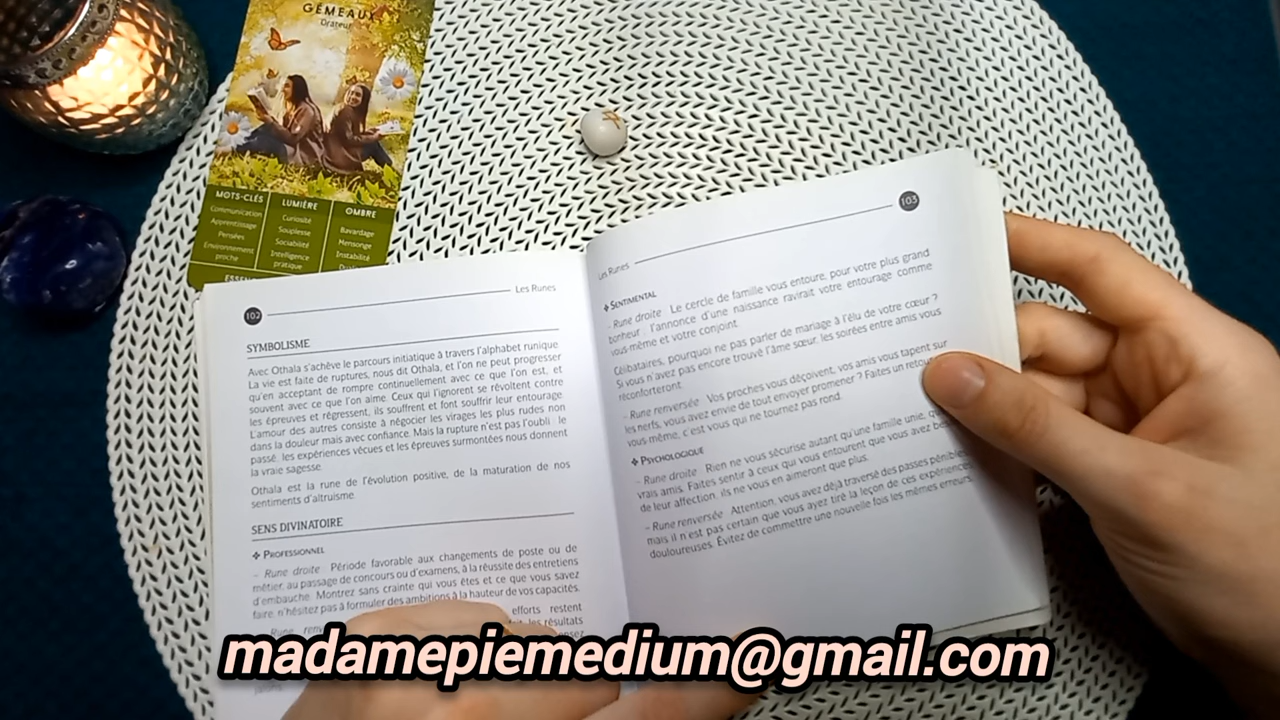 GÉMEAUX
Orateur
MOTS-CLÉS
Communication
Apprentissage
Pensées
Environnement
proche
LUMIÈRE
Curiosité
Souplesse
Sociabilité
Intelligence
pratique
OMBRE
Bavardage
Mensonge
Instabilité
102
Les Runes
SYMBOLISME
Avec Othala s'achève le parcours initiatique à travers l'alphabet runique.
La vie est faite de ruptures, nous dit Othala, et l'on ne peut progresser
qu'en acceptant de rompre continuellement avec ce que l'on est, et
souvent avec ce que l'on aime. Ceux qui l'ignorent se révoltent contre
les épreuves et régressent, ils souffrent et font souffrir leur entourage.
L'amour des autres consiste à négocier les virages les plus rudes non
dans la douleur mais avec confiance. Mais la rupture n'est pas l'oubli : le
passé, les expériences vécues et les épreuves surmontées nous donnent
la vraie sagesse.
Othala est la rune de l'évolution positive, de la maturation de nos
sentiments d'altruisme.
SENS DIVINATOIRE
❖ PROFESSIONNEL
– Rune droite Période favorable aux changements de poste ou de
métier, au passage de concours ou d'examens, à la réussite des entretiens
d'embauche. Montrez sans crainte qui vous êtes et ce que vous savez
faire, n'hésitez pas à formuler des ambitions à la hauteur de vos capacités.
– Rune efforts restent
les résultats
Les Runes
103
❖ SENTIMENTAL
– Rune droite Le cercle de famille vous entoure, pour votre plus grand
bonheur : l'annonce d'une naissance ravirait votre entourage comme
vous-même et votre conjoint.
Célibataires, pourquoi ne pas parler de mariage à l'élu de votre cœur ?
Si vous n'avez pas encore trouvé l'âme sœur, les soirées entre amis vous
réconforteront.
– Rune renversée Vos proches vous déçoivent, vos amis vous tapent sur
les nerfs, vous avez envie de tout envoyer promener ? Faites un retour
vous-même, c'est vous qui ne tournez pas rond.
❖ PSYCHOLOGIQUE
– Rune droite Rien ne vous sécurise autant qu'une famille unie,
vrais amis. Faites sentir à ceux qui vous entourent que vous avez
de leur affection, ils ne vous en aimeront que plus.
– Rune renversée Attention, vous avez déjà traversé des passes pénibles
mais il n'est pas certain que vous ayez tiré la leçon de ces expériences
douloureuses. Évitez de commettre une nouvelle fois les mêmes erreurs.
madamepiemedium@gmail.com